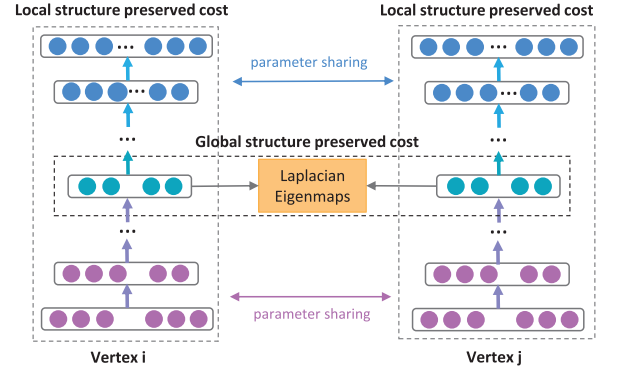 Local structure preserved cost
Local structure preserved cost
...
...
parameter sharing
...
...
...
...
Global structure preserved cost
Laplacian
Eigenmaps
...
...
parameter sharing
Vertex i
Vertex j